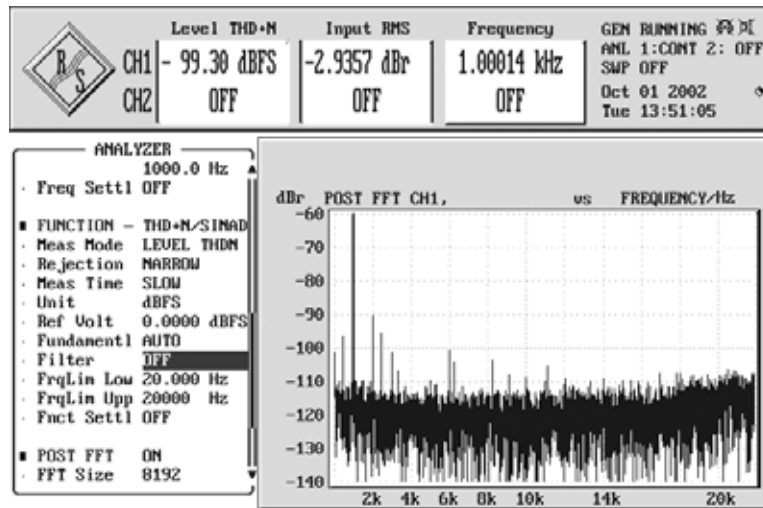 Level THD+N Input RMS Frequency
R S
CH1 - 99.30 dBFS -2.9357 dBr 1.00014 kHz
CH2 OFF OFF OFF
GEN RUNNING
ANL 1:CONT 2: OFF
SWP OFF
Oct 01 2002
Tue 13:51:05
ANALYZER
1000.0 Hz
Freq Settl OFF
FUNCTION - THD+N/SINAD
Meas Mode LEVEL THDN
Rejection NARROW
Meas Time SLOW
Unit dBFS
Ref Volt 0.0000 dBFS
Fundamentl AUTO
Filter OFF
FrqLim Low 20.000 Hz
FrqLim Upp 20000 Hz
Fnct Settl OFF
POST FFT ON
FFT Size 8192
dBr POST FFT CH1, vs FREQUENCY/Hz
-60
-70
-80
-90
-100
-110
-120
-130
-140
2k 4k 6k 8k 10k 14k 20k